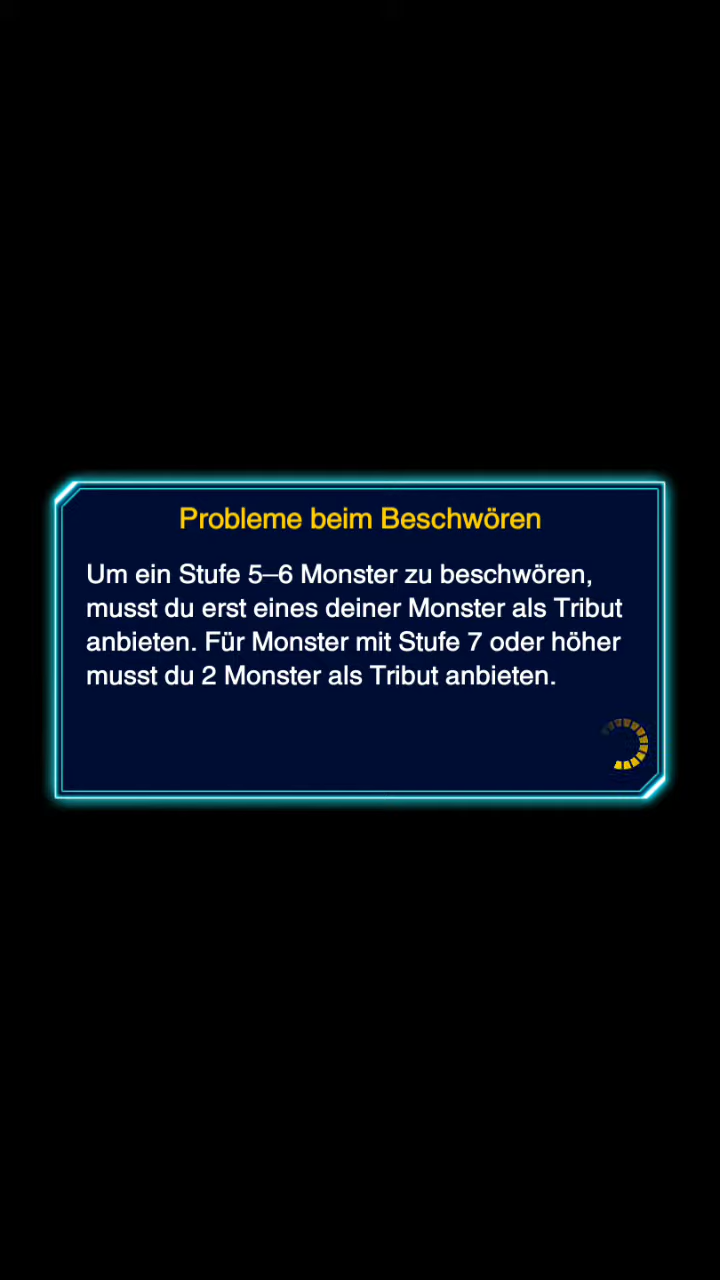 Probleme beim Beschwören
Um ein Stufe 5–6 Monster zu beschwören,
musst du erst eines deiner Monster als Tribut
anbieten. Für Monster mit Stufe 7 oder höher
musst du 2 Monster als Tribut anbieten.